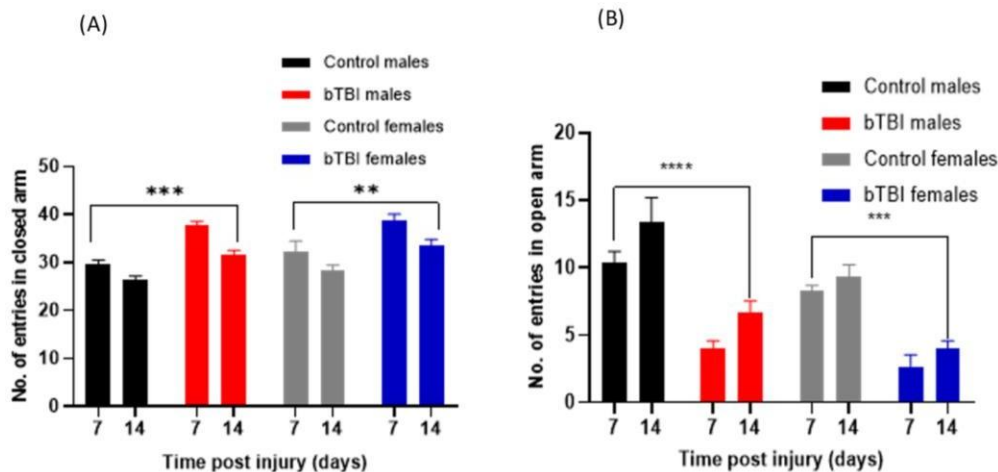 (A)
Control males
bTBI males
Control females
bTBI females
No. of entries in closed arm
50
40
30
20
10
0
***
**
7 14 7 14 7 14 7 14
Time post injury (days)
(B)
Control males
bTBI males
Control females
bTBI females
No. of entries in open arm
20
15
10
5
0
****
***
7 14 7 14 7 14 7 14
Time post injury (days)